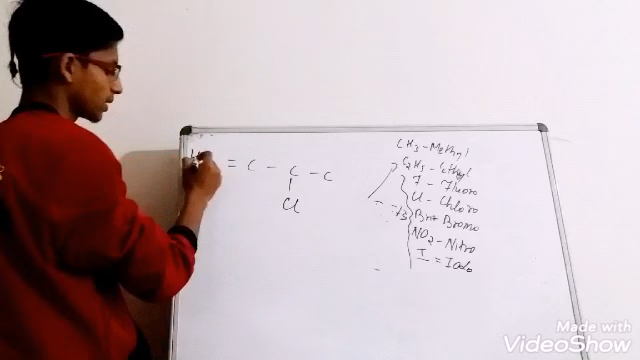 = C - C - C
Cl
CH3 - Methyl
C2H5 - Ethyl
F - Fluoro
Cl - Chloro
Br - Bromo
NO2 - Nitro
I = Iodo
Made with
VideoShow